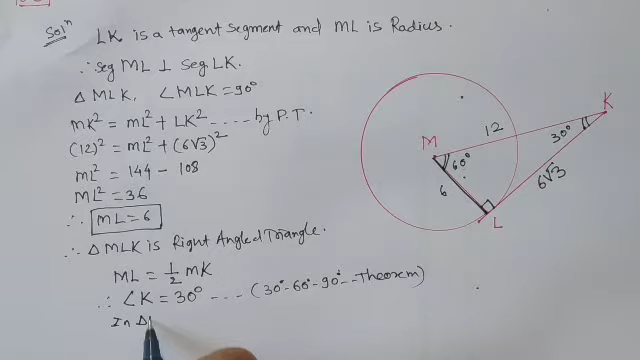 Solⁿ LK is a tangent segment and ML is Radius.
∴ seg ML ⊥ seg LK.
Δ MLK, ∠MLK = 90°
MK² = ML² + LK² ---- by P.T.
(12)² = ML² + (6√3)²
ML² = 144 - 108
ML² = 36
∴ ML = 6
∴ Δ MLK is Right Angled Triangle.
ML = 1/2 MK
∴ ∠K = 30° --- (30°-60°-90°-- Theorem)
In Δ
K
12
30°
M
60°
6
6√3
L